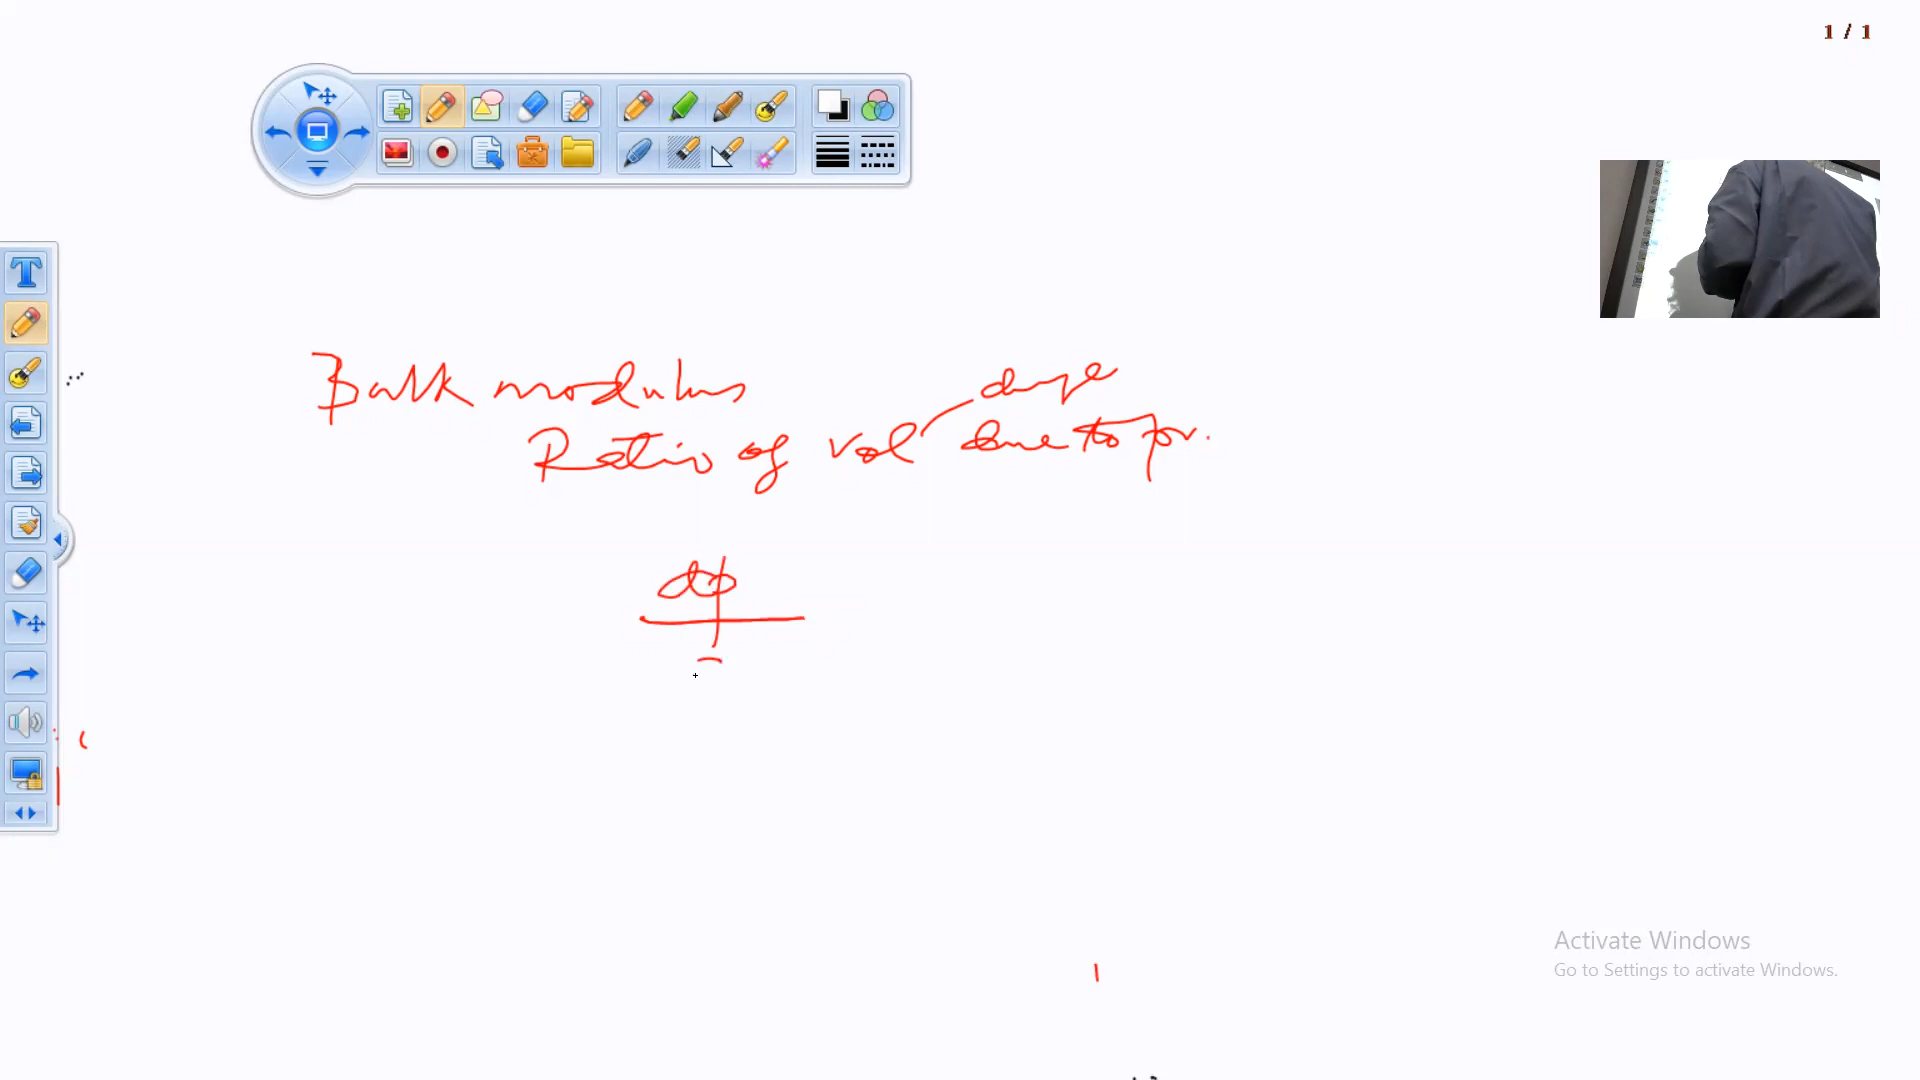 1 / 1
Bulk modulus
Ratio of vol change due to pr.
dp
Activate Windows
Go to Settings to activate Windows.